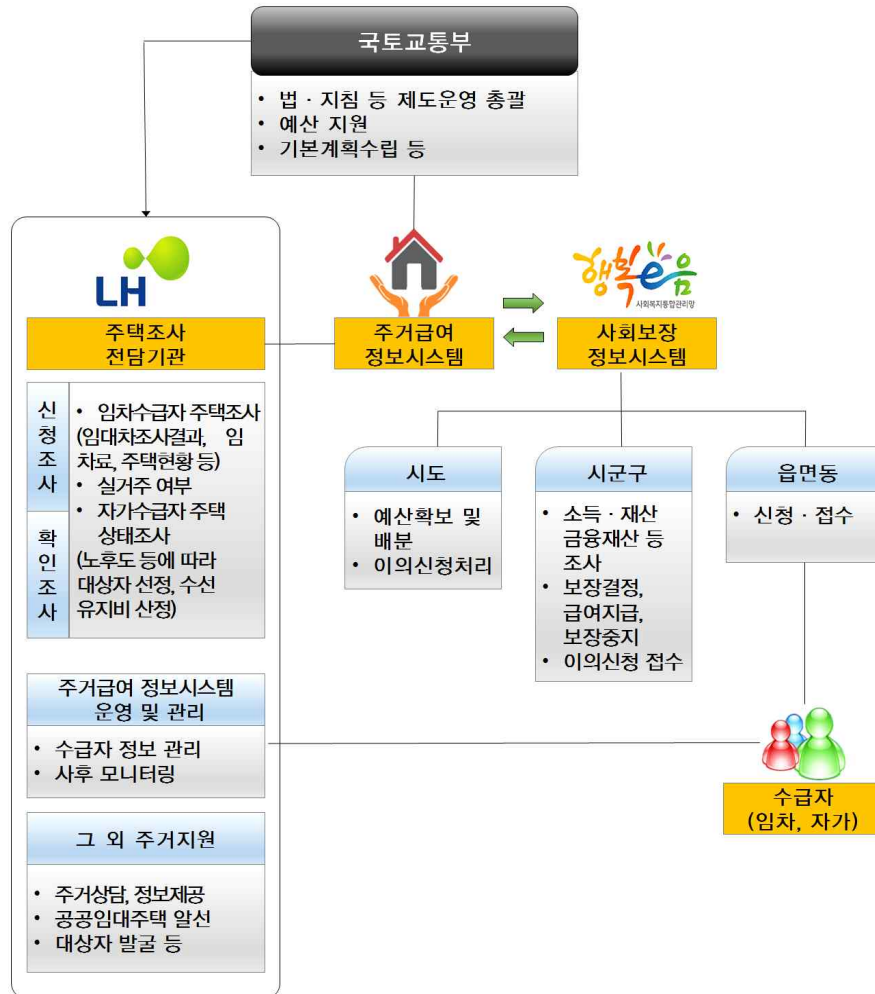 국토교통부
• 법 · 지침 등 제도운영 총괄
• 예산 지원
• 기본계획수립 등
LH
주택조사
전담기관
신청조사
• 임차수급자 주택조사
(임대차조사결과, 임
차료, 주택현황 등)
• 실거주 여부
• 자가수급자 주택
상태조사
(노후도 등에 따라
대상자 선정, 수선
유지비 산정)
확인조사
주거급여 정보시스템
운영 및 관리
• 수급자 정보 관리
• 사후 모니터링
그 외 주거지원
• 주거상담, 정보제공
• 공공임대주택 알선
• 대상자 발굴 등
주거급여
정보시스템
행복e음
사회복지통합관리망
사회보장
정보시스템
시도
• 예산확보 및
배분
• 이의신청처리
시군구
• 소득 · 재산
금융재산 등
조사
• 보장결정,
급여지급,
보장중지
• 이의신청 접수
읍면동
• 신청 · 접수
수급자
(임차, 자가)